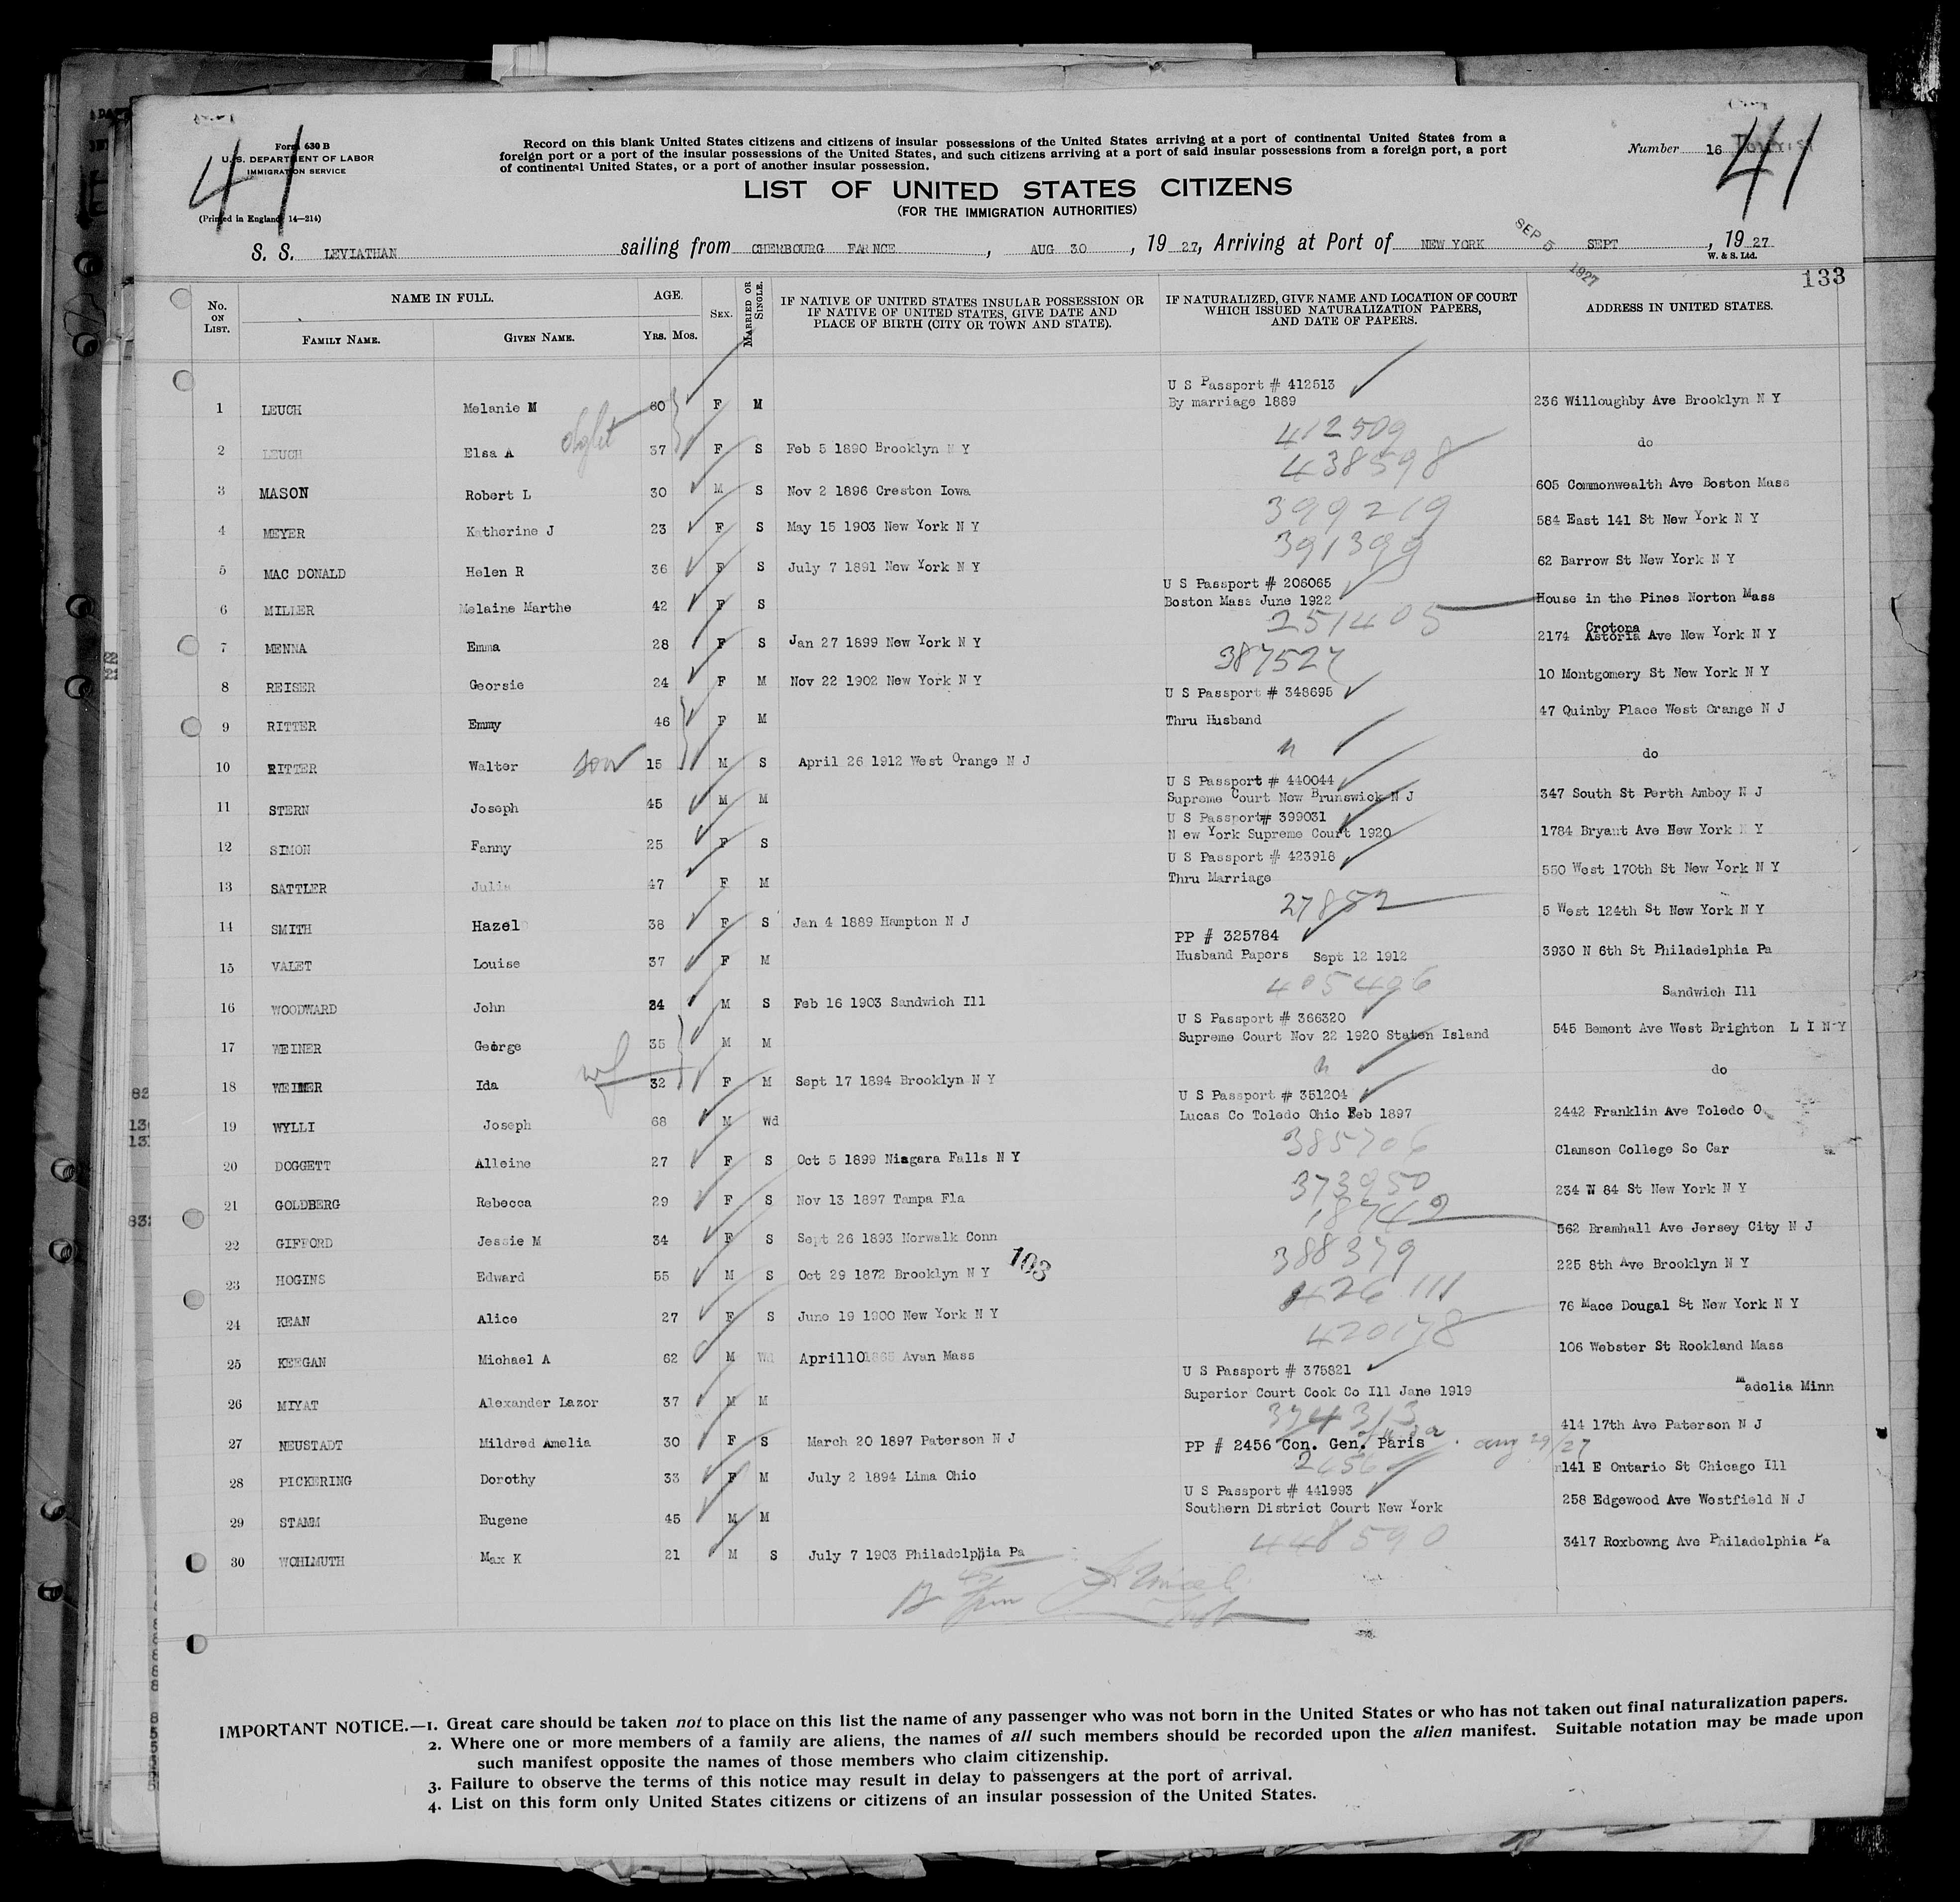 41
41
Form 630 B
U. S. DEPARTMENT OF LABOR
IMMIGRATION SERVICE
(Printed in England 14—214)
Record on this blank United States citizens and citizens of insular possessions of the United States arriving at a port of continental United States from a
foreign port or a port of the insular possessions of the United States, and such citizens arriving at a port of said insular possessions from a foreign port, a port
of continental United States, or a port of another insular possession.
Number 16
LIST OF UNITED STATES CITIZENS
(FOR THE IMMIGRATION AUTHORITIES)
S. S. LEVIATHAN sailing from CHERBOURG FARNCE, AUG 30, 19 27, Arriving at Port of NEW YORK SEPT, 19 27
SEP 5 1927
W. & S. Ltd.
133
No. ON LIST. NAME IN FULL. AGE. SEX. MARRIED OR SINGLE. IF NATIVE OF UNITED STATES INSULAR POSSESSION OR IF NATIVE OF UNITED STATES, GIVE DATE AND PLACE OF BIRTH (CITY OR TOWN AND STATE). IF NATURALIZED, GIVE NAME AND LOCATION OF COURT WHICH ISSUED NATURALIZATION PAPERS, AND DATE OF PAPERS. ADDRESS IN UNITED STATES.
FAMILY NAME. GIVEN NAME. YRS. MOS.
U S Passport # 412513
1 LEUCH Melanie M 60 F M By marriage 1889 236 Willoughby Ave Brooklyn N Y
dght 412509
2 LEUCH Elsa A 37 F S Feb 5 1890 Brooklyn N Y do
438598
3 MASON Robert L 30 M S Nov 2 1896 Creston Iowa 605 Commonwealth Ave Boston Mass
399219
4 MEYER Katherine J 23 F S May 15 1903 New York N Y 584 East 141 St New York N Y
391399
5 MAC DONALD Helen R 36 F S July 7 1891 New York N Y 62 Barrow St New York N Y
U S Passport # 206065
6 MILLER Melaine Marthe 42 F S Boston Mass June 1922 House in the Pines Norton Mass
251405
Crotona
7 MENNA Emma 28 F S Jan 27 1899 New York N Y 2174 Astoria Ave New York N Y
387527
8 REISER Georsie 24 F M Nov 22 1902 New York N Y 10 Montgomery St New York N Y
U S Passport # 348695
9 RITTER Emmy 46 F M Thru Husband 47 Quinby Place West Orange N J
10 RITTER Walter son 15 M S April 26 1912 West Orange N J do
U S Passport # 440044
11 STERN Joseph 45 M M Supreme Court Now Brunswick N J 347 South St Perth Amboy N J
U S Passport# 399031
12 SIMON Fanny 25 F S N ew York Supreme Court 1920 1784 Bryant Ave New York N Y
U S Passport # 423918
13 SATTLER Julia 47 F M Thru Marriage 550 West 170th St New York N Y
27852
14 SMITH Hazel 38 F S Jan 4 1889 Hampton N J 5 West 124th St New York N Y
PP # 325784
15 VALET Louise 37 F M Husband Papors Sept 12 1912 3930 N 6th St Philadelphia Pa
405496
16 WOODWARD John 24 M S Feb 16 1903 Sandwich Ill Sandwich Ill
U S Passport # 366320
17 WEINER George 35 M M Supreme Court Nov 22 1920 Staten Island 545 Bement Ave West Brighton L I N Y
wf
18 WEINER Ida 32 F M Sept 17 1894 Brooklyn N Y do
U S Passport # 351204
19 WYLLI Joseph 68 M Wd Lucas Co Toledo Ohio Feb 1897 2442 Franklin Ave Toledo O
385706
20 DOGGETT Alleine 27 F S Oct 5 1899 Niagara Falls N Y Clamson College So Car
373950
21 GOLDBERG Rebecca 29 F S Nov 13 1897 Tampa Fla 234 W 84 St New York N Y
18742
22 GIFFORD Jessie M 34 F S Sept 26 1893 Norwalk Conn 562 Bramhall Ave Jersey City N J
103
388379
23 HOGINS Edward 55 M S Oct 29 1872 Brooklyn N Y 225 8th Ave Brooklyn N Y
426111
24 KEAN Alice 27 F S June 19 1900 New York N Y 76 Mace Dougal St New York N Y
420178
25 KEEGAN Michael A 62 M Wd April10 1865 Avan Mass 106 Webster St Rookland Mass
U S Passport # 375821
26 MIYAT Alexander Lazor 37 M M Superior Court Cook Co Ill Jane 1919 Madelia Minn
374313
27 NEUSTADT Mildred Amelia 30 F S March 20 1897 Paterson N J 414 17th Ave Paterson N J
PP # 2456 Con. Gen. Paris aug 29/27
2456
28 PICKERING Dorothy 33 F M July 2 1894 Lima Ohio 141 E Ontario St Chicago Ill
U S Passport # 441993
29 STAMM Eugene 45 M M Southern District Court New York 258 Edgewood Ave Westfield N J
448590
30 WOHLMUTH Max K 21 M S July 7 1903 Philadelphia Pa 3417 Roxbowng Ave Philadelphia Pa
IMPORTANT NOTICE.—1. Great care should be taken not to place on this list the name of any passenger who was not born in the United States or who has not taken out final naturalization papers.
2. Where one or more members of a family are aliens, the names of all such members should be recorded upon the alien manifest. Suitable notation may be made upon
such manifest opposite the names of those members who claim citizenship.
3. Failure to observe the terms of this notice may result in delay to passengers at the port of arrival.
4. List on this form only United States citizens or citizens of an insular possession of the United States.